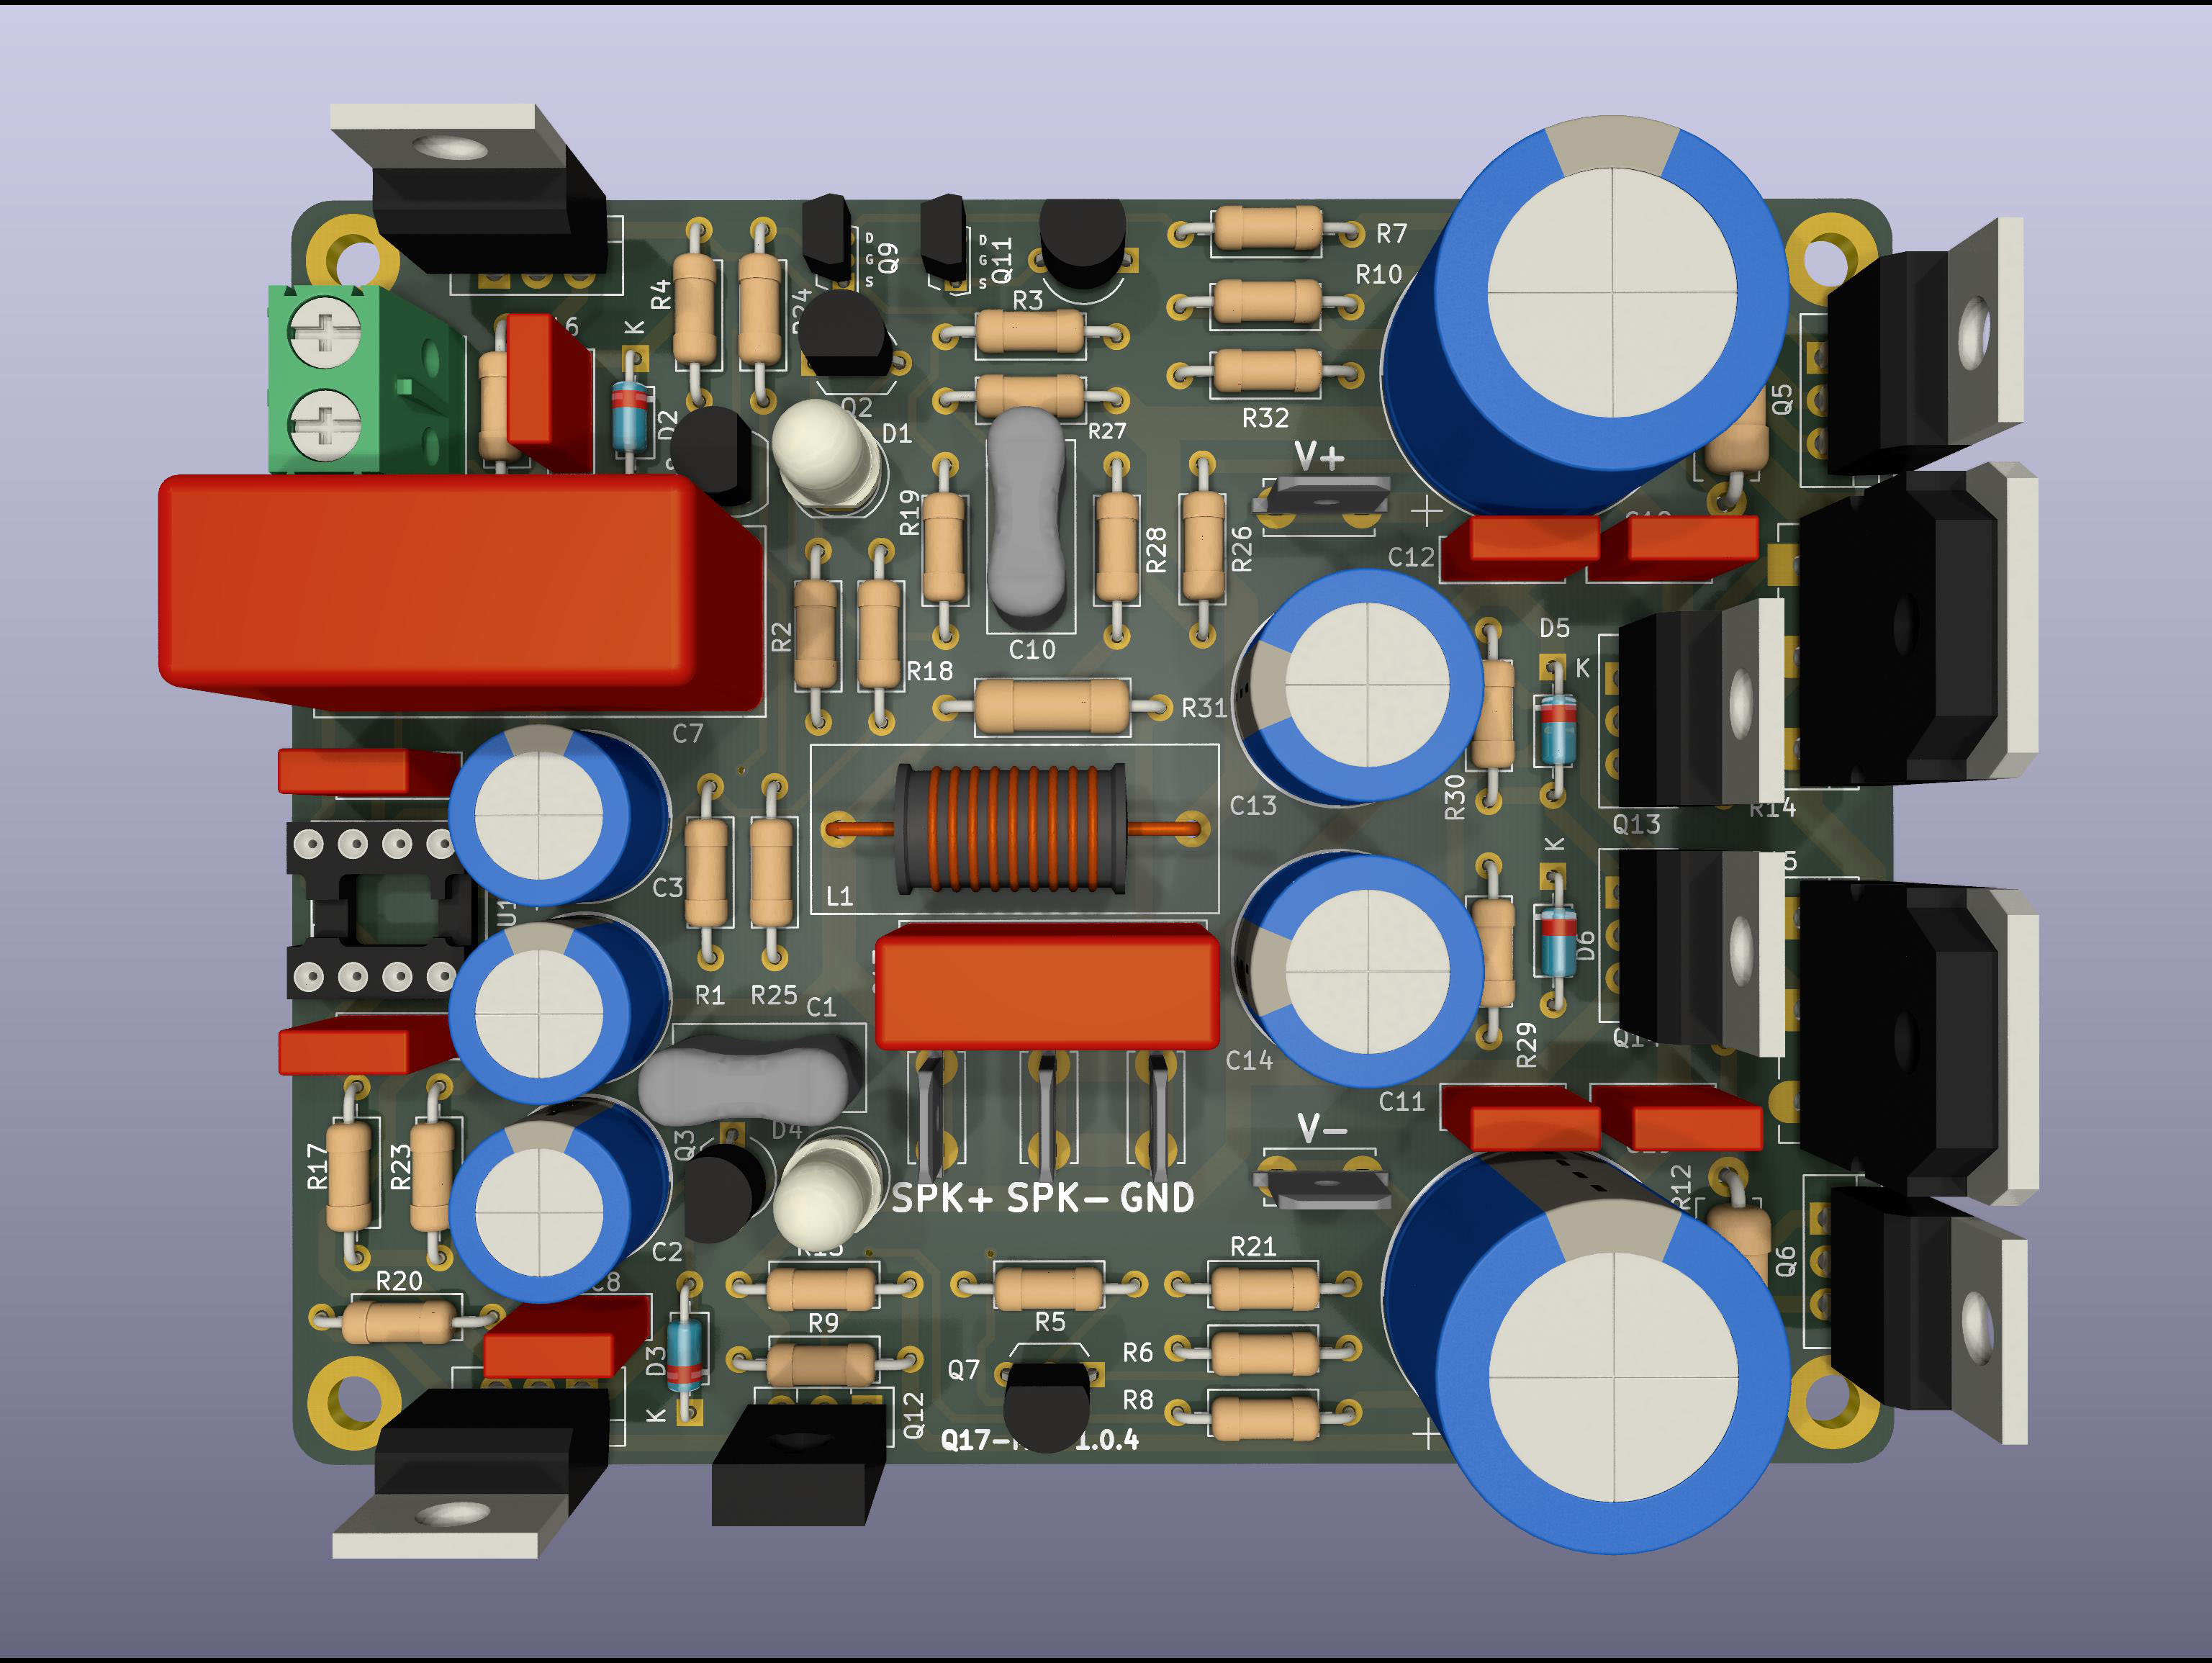 R7
D
G
S
Q9
D
G
S
Q11
R10
R3
R4
K
R32
Q5
D2
D1
R27
V+
R19
R28
R26
C12
D5
K
R2
C10
R18
R31
C7
C13
R30
Q13
R14
K
C3
L1
U1
D6
R1
R25
C1
R29
C14
C11
V-
Q3
D4
R17
R23
R12
SPK+ SPK- GND
C2
R21
Q6
R20
C8
R9
R5
R6
D3
Q7
R8
Q12
K